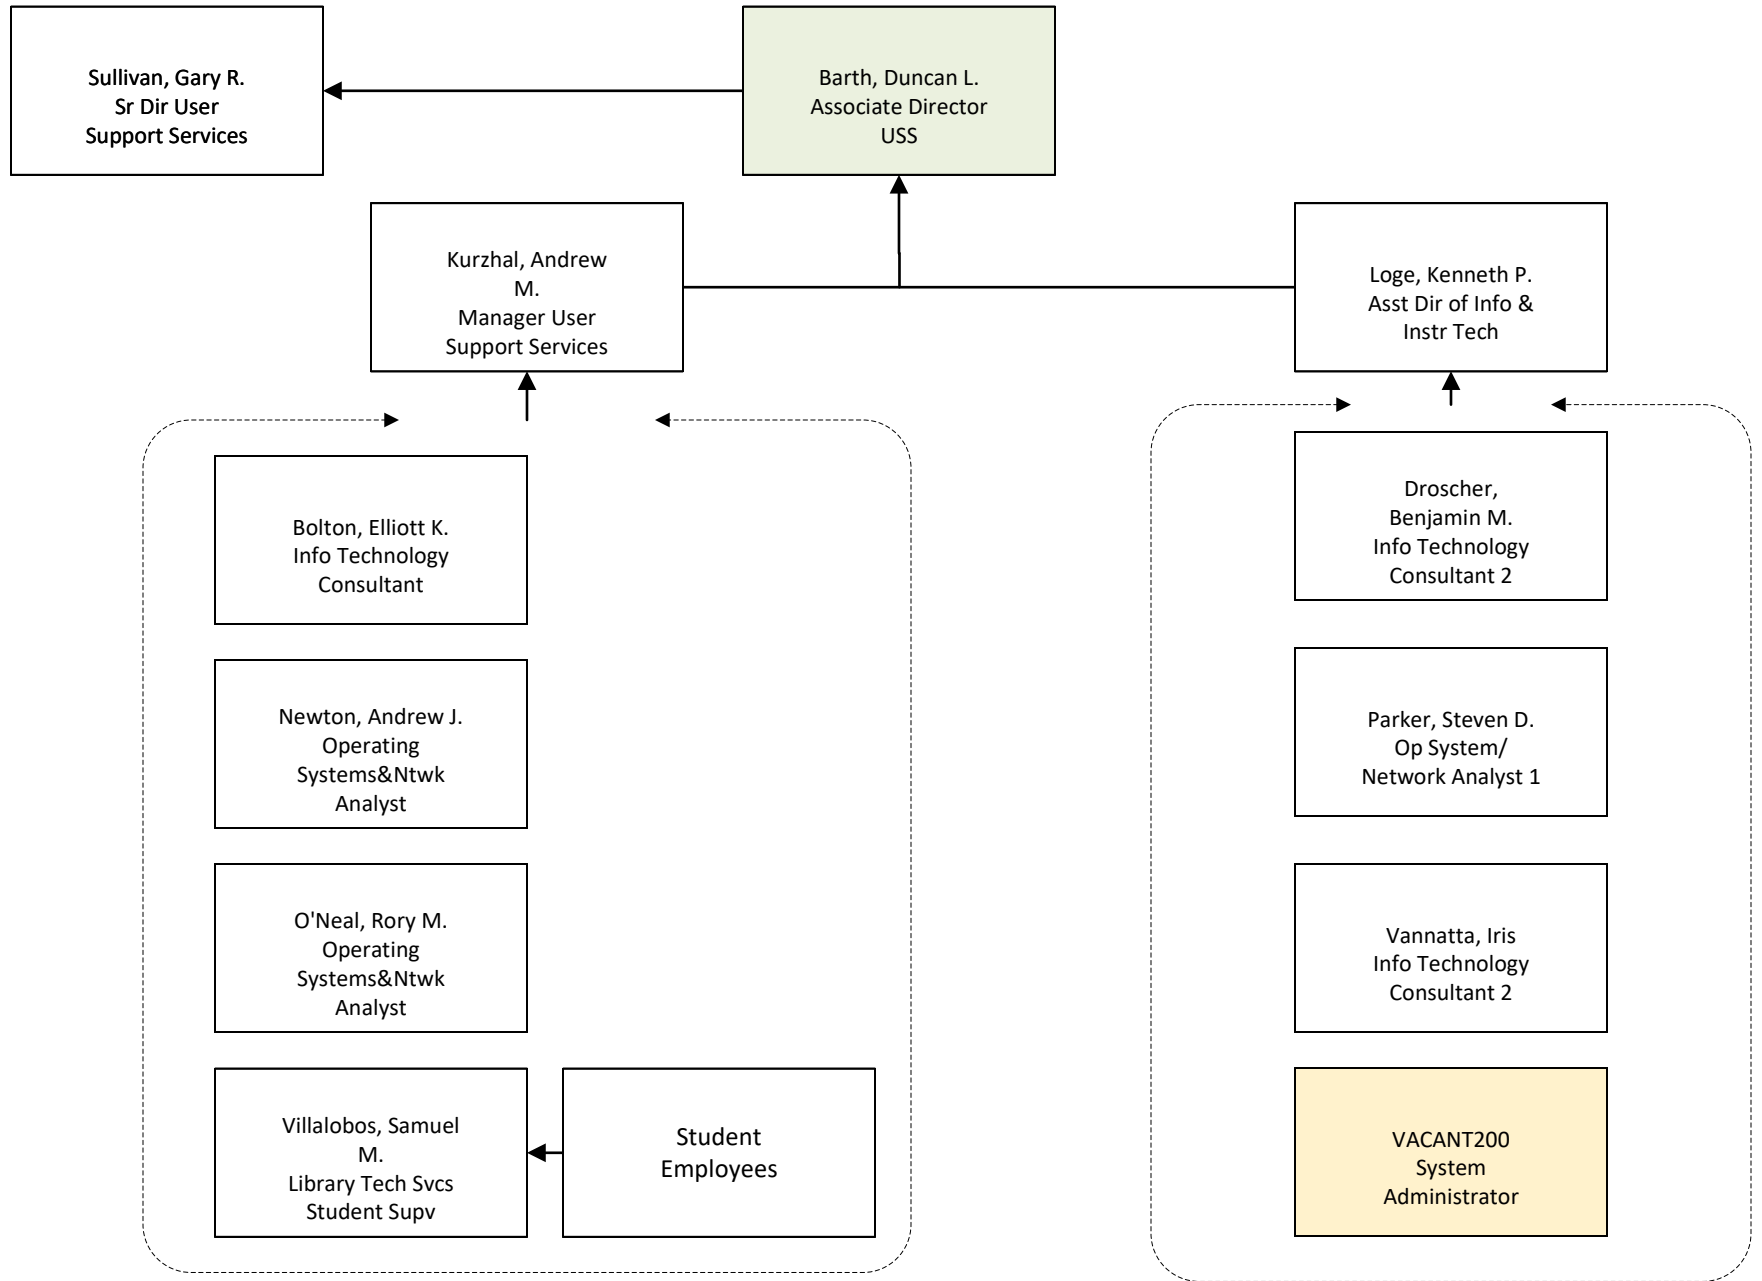 Sullivan, Gary R.
Sr Dir User
Support Services
Barth, Duncan L.
Associate Director
USS
Kurzhal, Andrew
M.
Manager User
Support Services
Loge, Kenneth P.
Asst Dir of Info &
Instr Tech
Bolton, Elliott K.
Info Technology
Consultant
Newton, Andrew J.
Operating
Systems&Ntwk
Analyst
O'Neal, Rory M.
Operating
Systems&Ntwk
Analyst
Villalobos, Samuel
M.
Library Tech Svcs
Student Supv
Student
Employees
Droscher,
Benjamin M.
Info Technology
Consultant 2
Parker, Steven D.
Op System/
Network Analyst 1
Vannatta, Iris
Info Technology
Consultant 2
VACANT200
System
Administrator